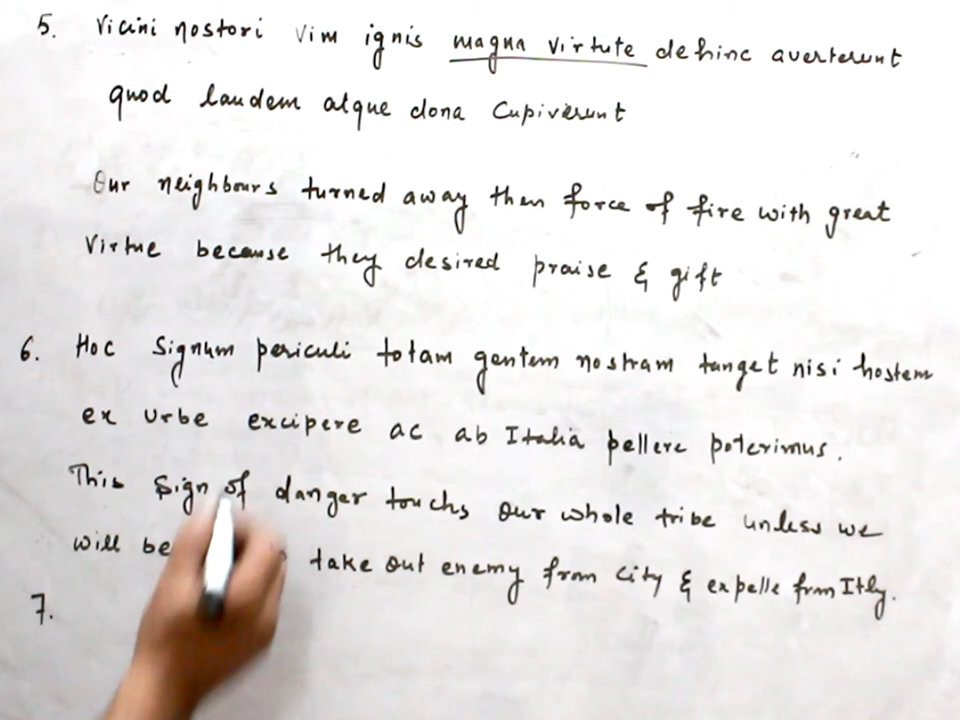 5. Vicini nostori vim ignis magna virtute dehinc averterunt
quod laudem atque dona Cupiverunt
Our neighbours turned away then force of fire with great
Virtue because they desired praise & gift
6. Hoc Signum periculi totam gentem nostram tanget nisi hostem
ex urbe excipere ac ab Italia pellere poterimus.
This Sign of danger touchs our whole tribe unless we
will be take out enemy from city & expelle from Itly.
7.